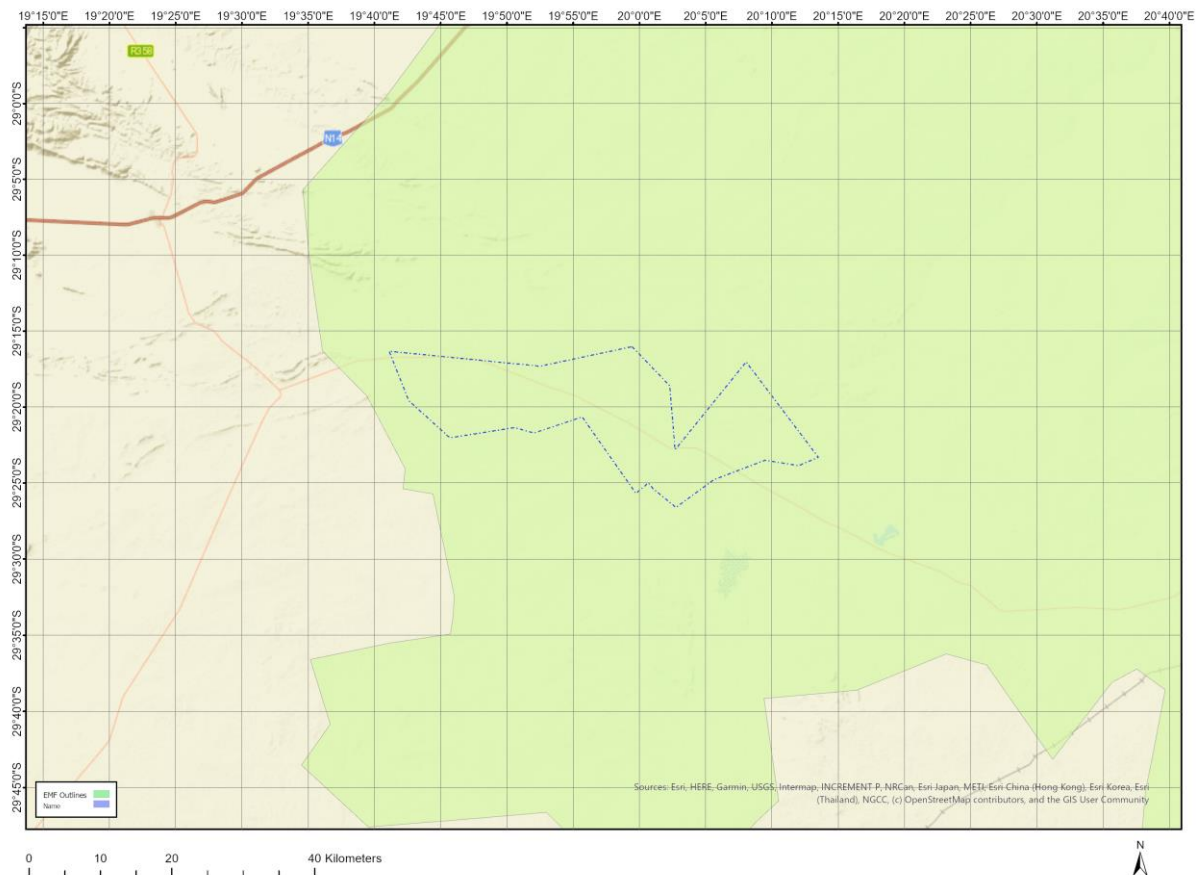 19°15'0"E 19°20'0"E 19°25'0"E 19°30'0"E 19°35'0"E 19°40'0"E 19°45'0"E 19°50'0"E 19°55'0"E 20°0'0"E 20°5'0"E 20°10'0"E 20°15'0"E 20°20'0"E 20°25'0"E 20°30'0"E 20°35'0"E 20°40'0"E
R358
29°0'0"S
N14
29°5'0"S
29°10'0"S
29°15'0"S
29°20'0"S
29°25'0"S
29°30'0"S
29°35'0"S
29°40'0"S
29°45'0"S
EMF Outlines
Name
Sources: Esri, HERE, Garmin, USGS, Intermap, INCREMENT P, NRCan, Esri Japan, METI, Esri China (Hong Kong), Esri Korea, Esri
(Thailand), NGCC, (c) OpenStreetMap contributors, and the GIS User Community
0 10 20 40 Kilometers
N